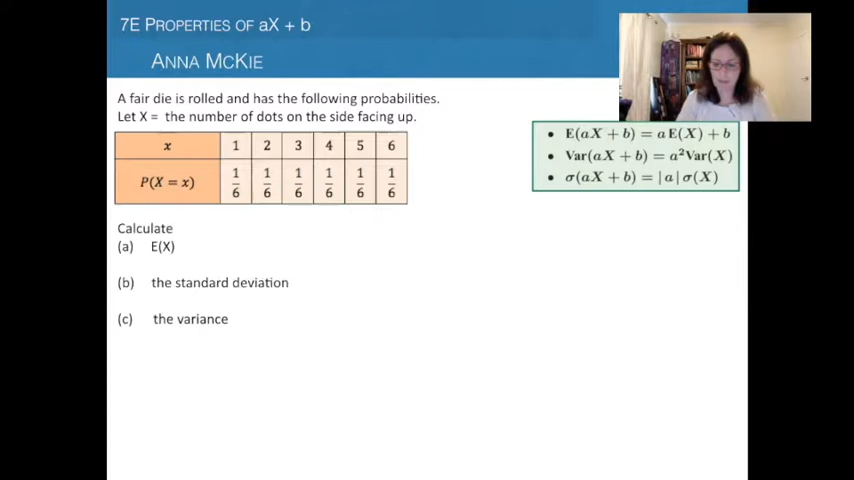 7E Properties of aX + b
Anna McKie
A fair die is rolled and has the following probabilities.
Let X = the number of dots on the side facing up.
x 1 2 3 4 5 6
P(X = x) 1/6 1/6 1/6 1/6 1/6 1/6
• E(aX + b) = a E(X) + b
• Var(aX + b) = a²Var(X)
• σ(aX + b) = |a| σ(X)
Calculate
(a) E(X)
(b) the standard deviation
(c) the variance